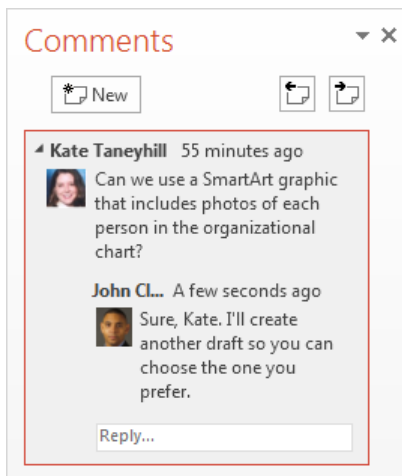 Comments
New
Kate Taneyhill 55 minutes ago
Can we use a SmartArt graphic
that includes photos of each
person in the organizational
chart?
John Cl... A few seconds ago
Sure, Kate. I'll create
another draft so you can
choose the one you
prefer.
Reply...